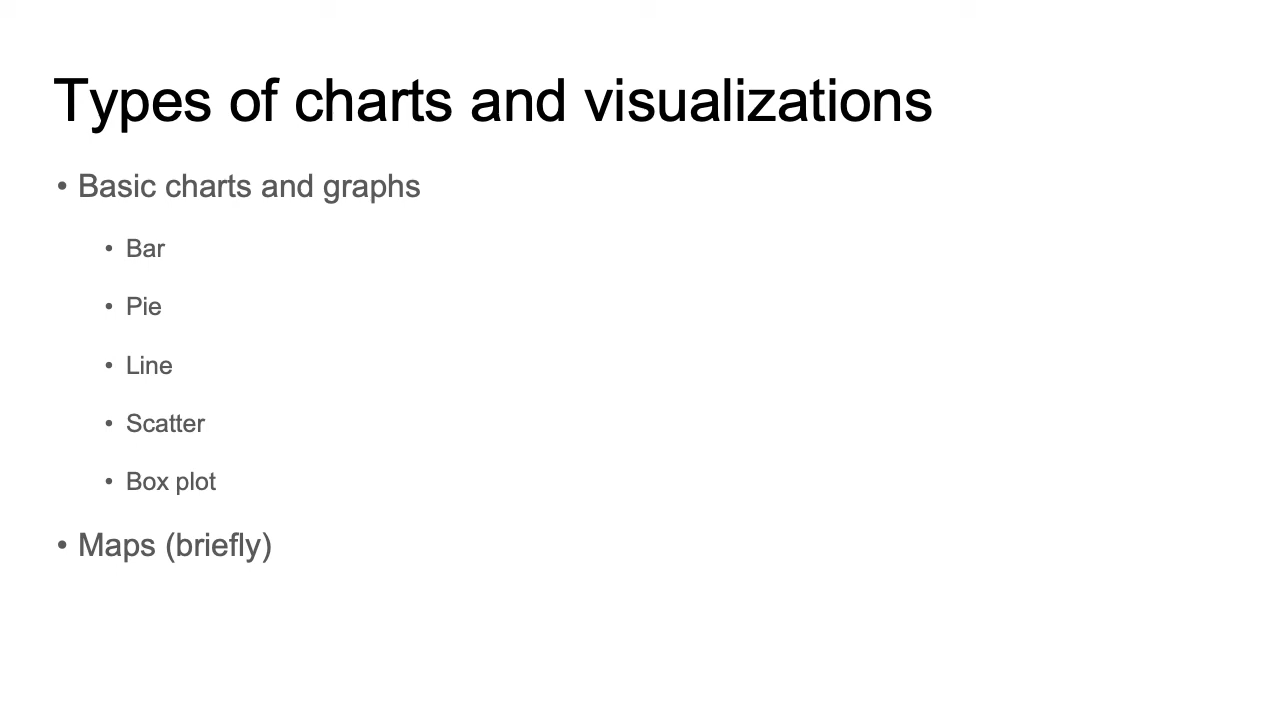 Types of charts and visualizations
• Basic charts and graphs
• Bar
• Pie
• Line
• Scatter
• Box plot
• Maps (briefly)